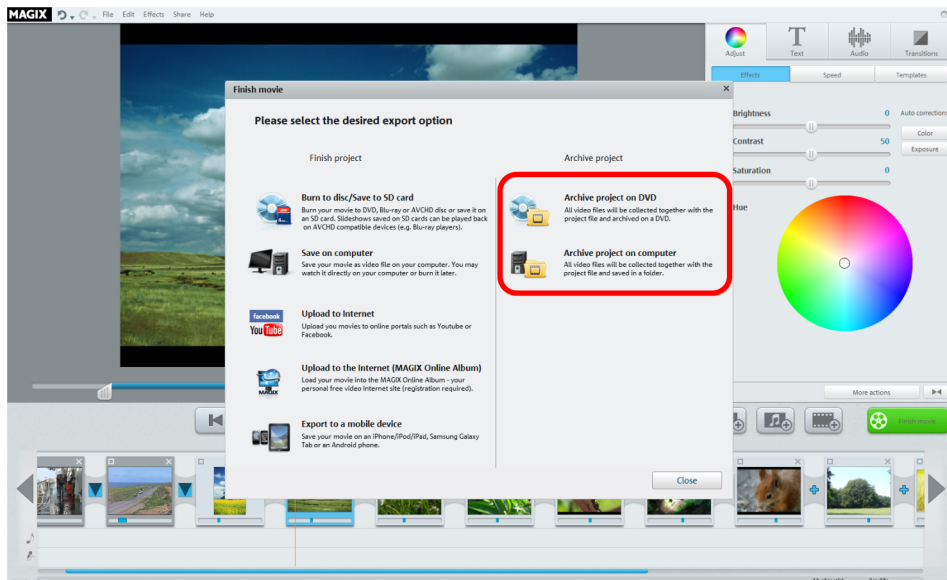 MAGIX File Edit Effects Share Help
Adjust Text Audio Transitions
Effects Speed Templates
Finish movie
Please select the desired export option
Finish project
Archive project
Burn to disc/Save to SD card
Burn your movie to DVD, Blu-ray or AVCHD disc or save it on
an SD card. Slideshows saved on SD cards can be played back
on AVCHD compatible devices (e.g. Blu-ray players).
Save on computer
Save your movie as video file on your computer. You may
watch it directly on your computer or burn it later.
facebook
YouTube
Upload to Internet
Upload you movies to online portals such as Youtube or
Facebook.
MAGIX
Upload to the Internet (MAGIX Online Album)
Load your movie into the MAGIX Online Album - your
personal free video Internet site (registration required).
Export to a mobile device
Save your movie on an iPhone/iPod/iPad, Samsung Galaxy
Tab or an Android phone.
Archive project on DVD
All video files will be collected together with the
project file and archived on a DVD.
Archive project on computer
All video files will be collected together with the
project file and saved in a folder.
Close
Brightness 0 Auto correction
Color
Contrast 50
Exposure
Saturation 0
Hue
More actions
Finish movie